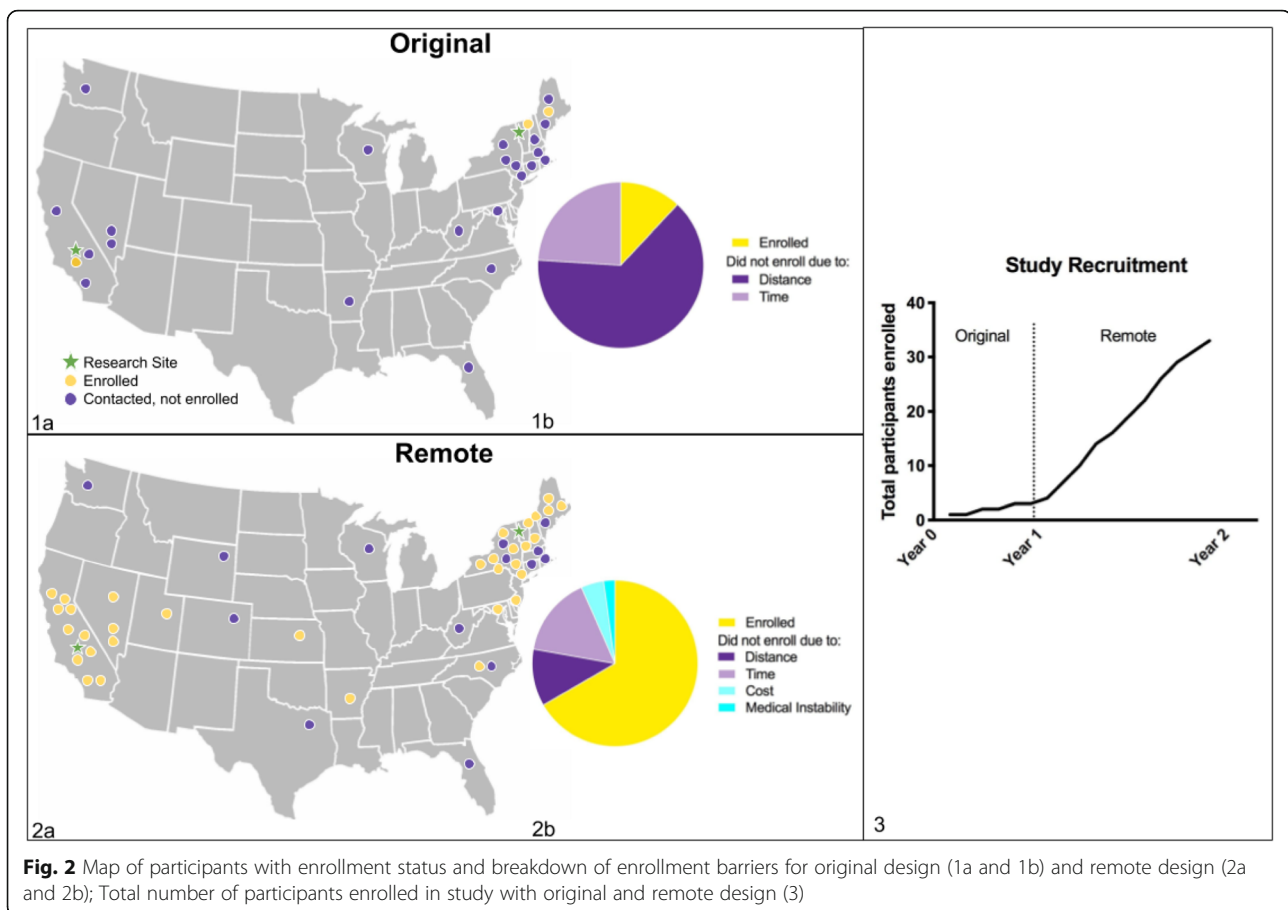 Original
Research Site
Enrolled
Contacted, not enrolled
1a
Enrolled
Did not enroll due to:
Distance
Time
1b
Remote
2a
Enrolled
Did not enroll due to:
Distance
Time
Cost
Medical Instability
2b
Study Recruitment
Total participants enrolled
40
30
20
10
0
Original
Remote
Year 0
Year 1
Year 2
3
Fig. 2 Map of participants with enrollment status and breakdown of enrollment barriers for original design (1a and 1b) and remote design (2a
and 2b); Total number of participants enrolled in study with original and remote design (3)